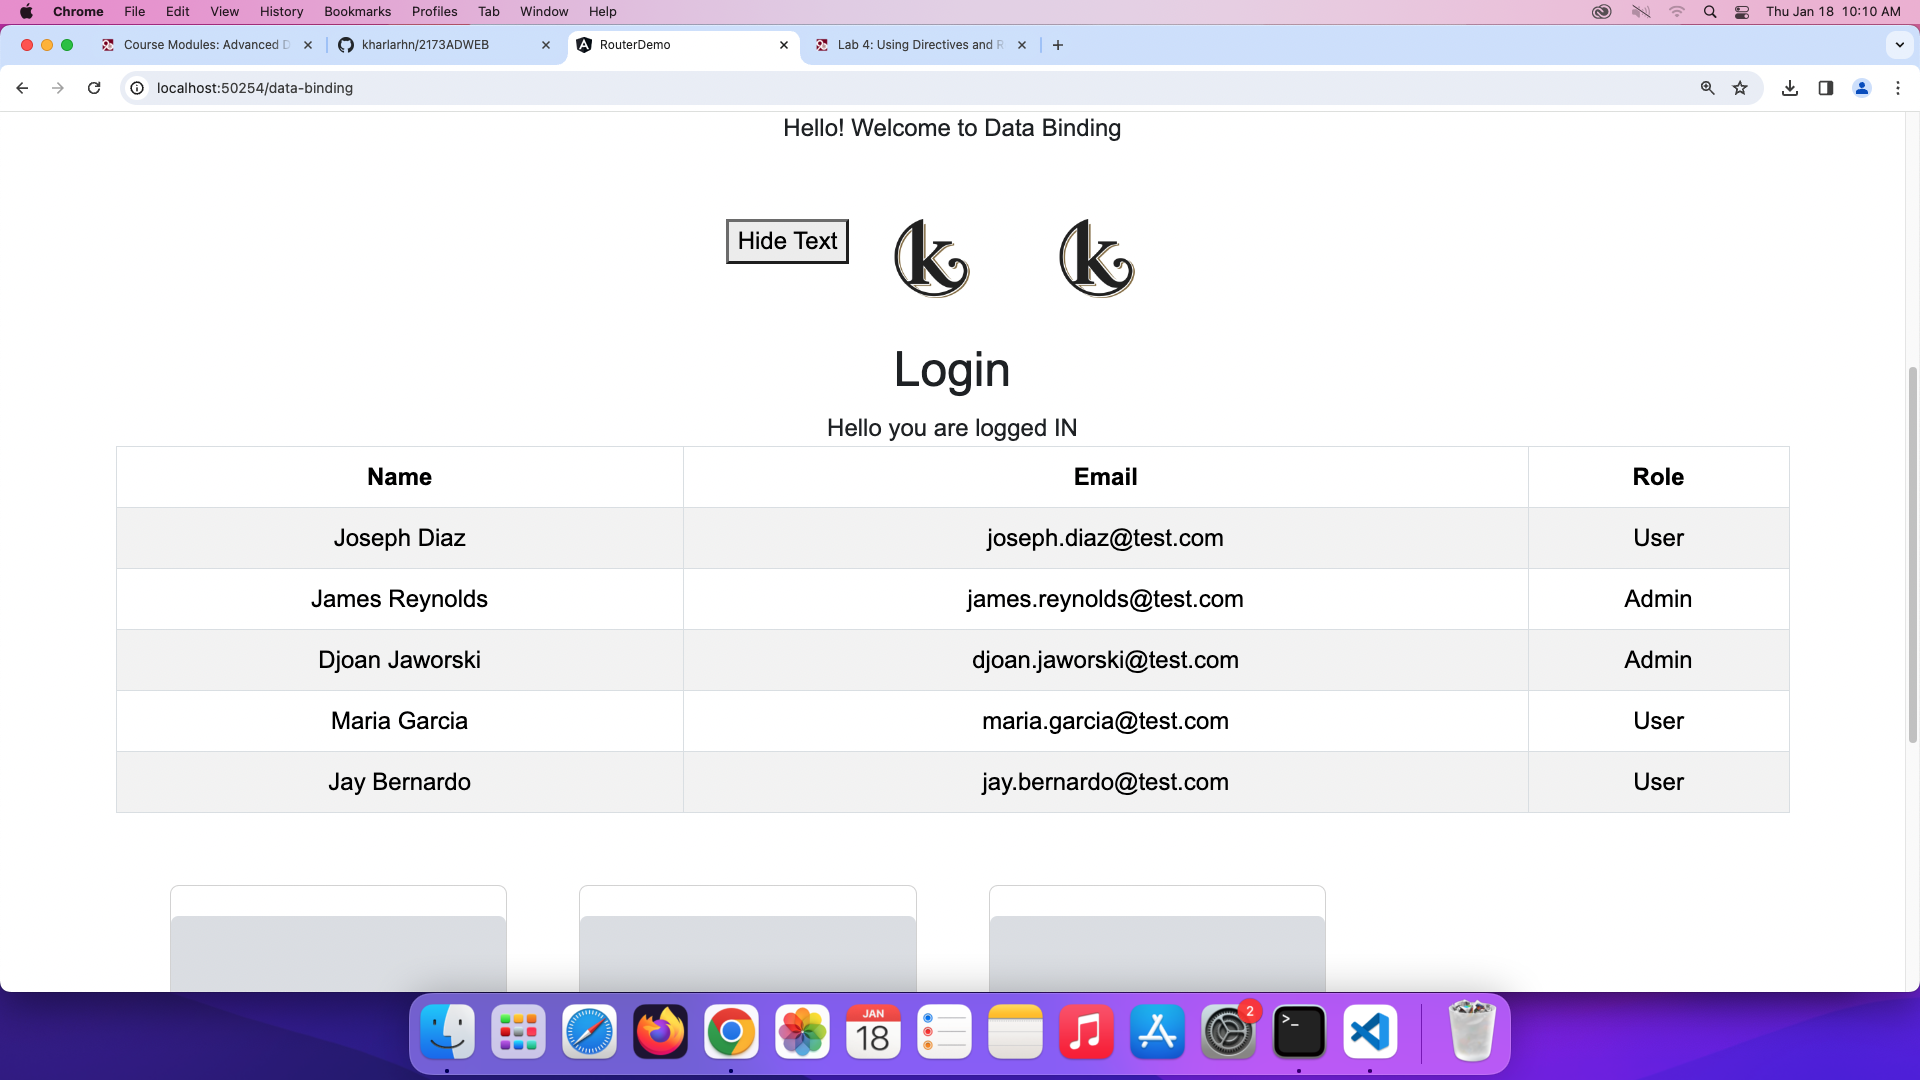 Chrome File Edit View History Bookmarks Profiles Tab Window Help Thu Jan 18 10:10 AM
Course Modules: Advanced D kharlarhn/2173ADWEB RouterDemo Lab 4: Using Directives and R
localhost:50254/data-binding
Hello! Welcome to Data Binding
Hide Text k k
Login
Hello you are logged IN
Name Email Role
Joseph Diaz joseph.diaz@test.com User
James Reynolds james.reynolds@test.com Admin
Djoan Jaworski djoan.jaworski@test.com Admin
Maria Garcia maria.garcia@test.com User
Jay Bernardo jay.bernardo@test.com User
JAN 2
18 >_